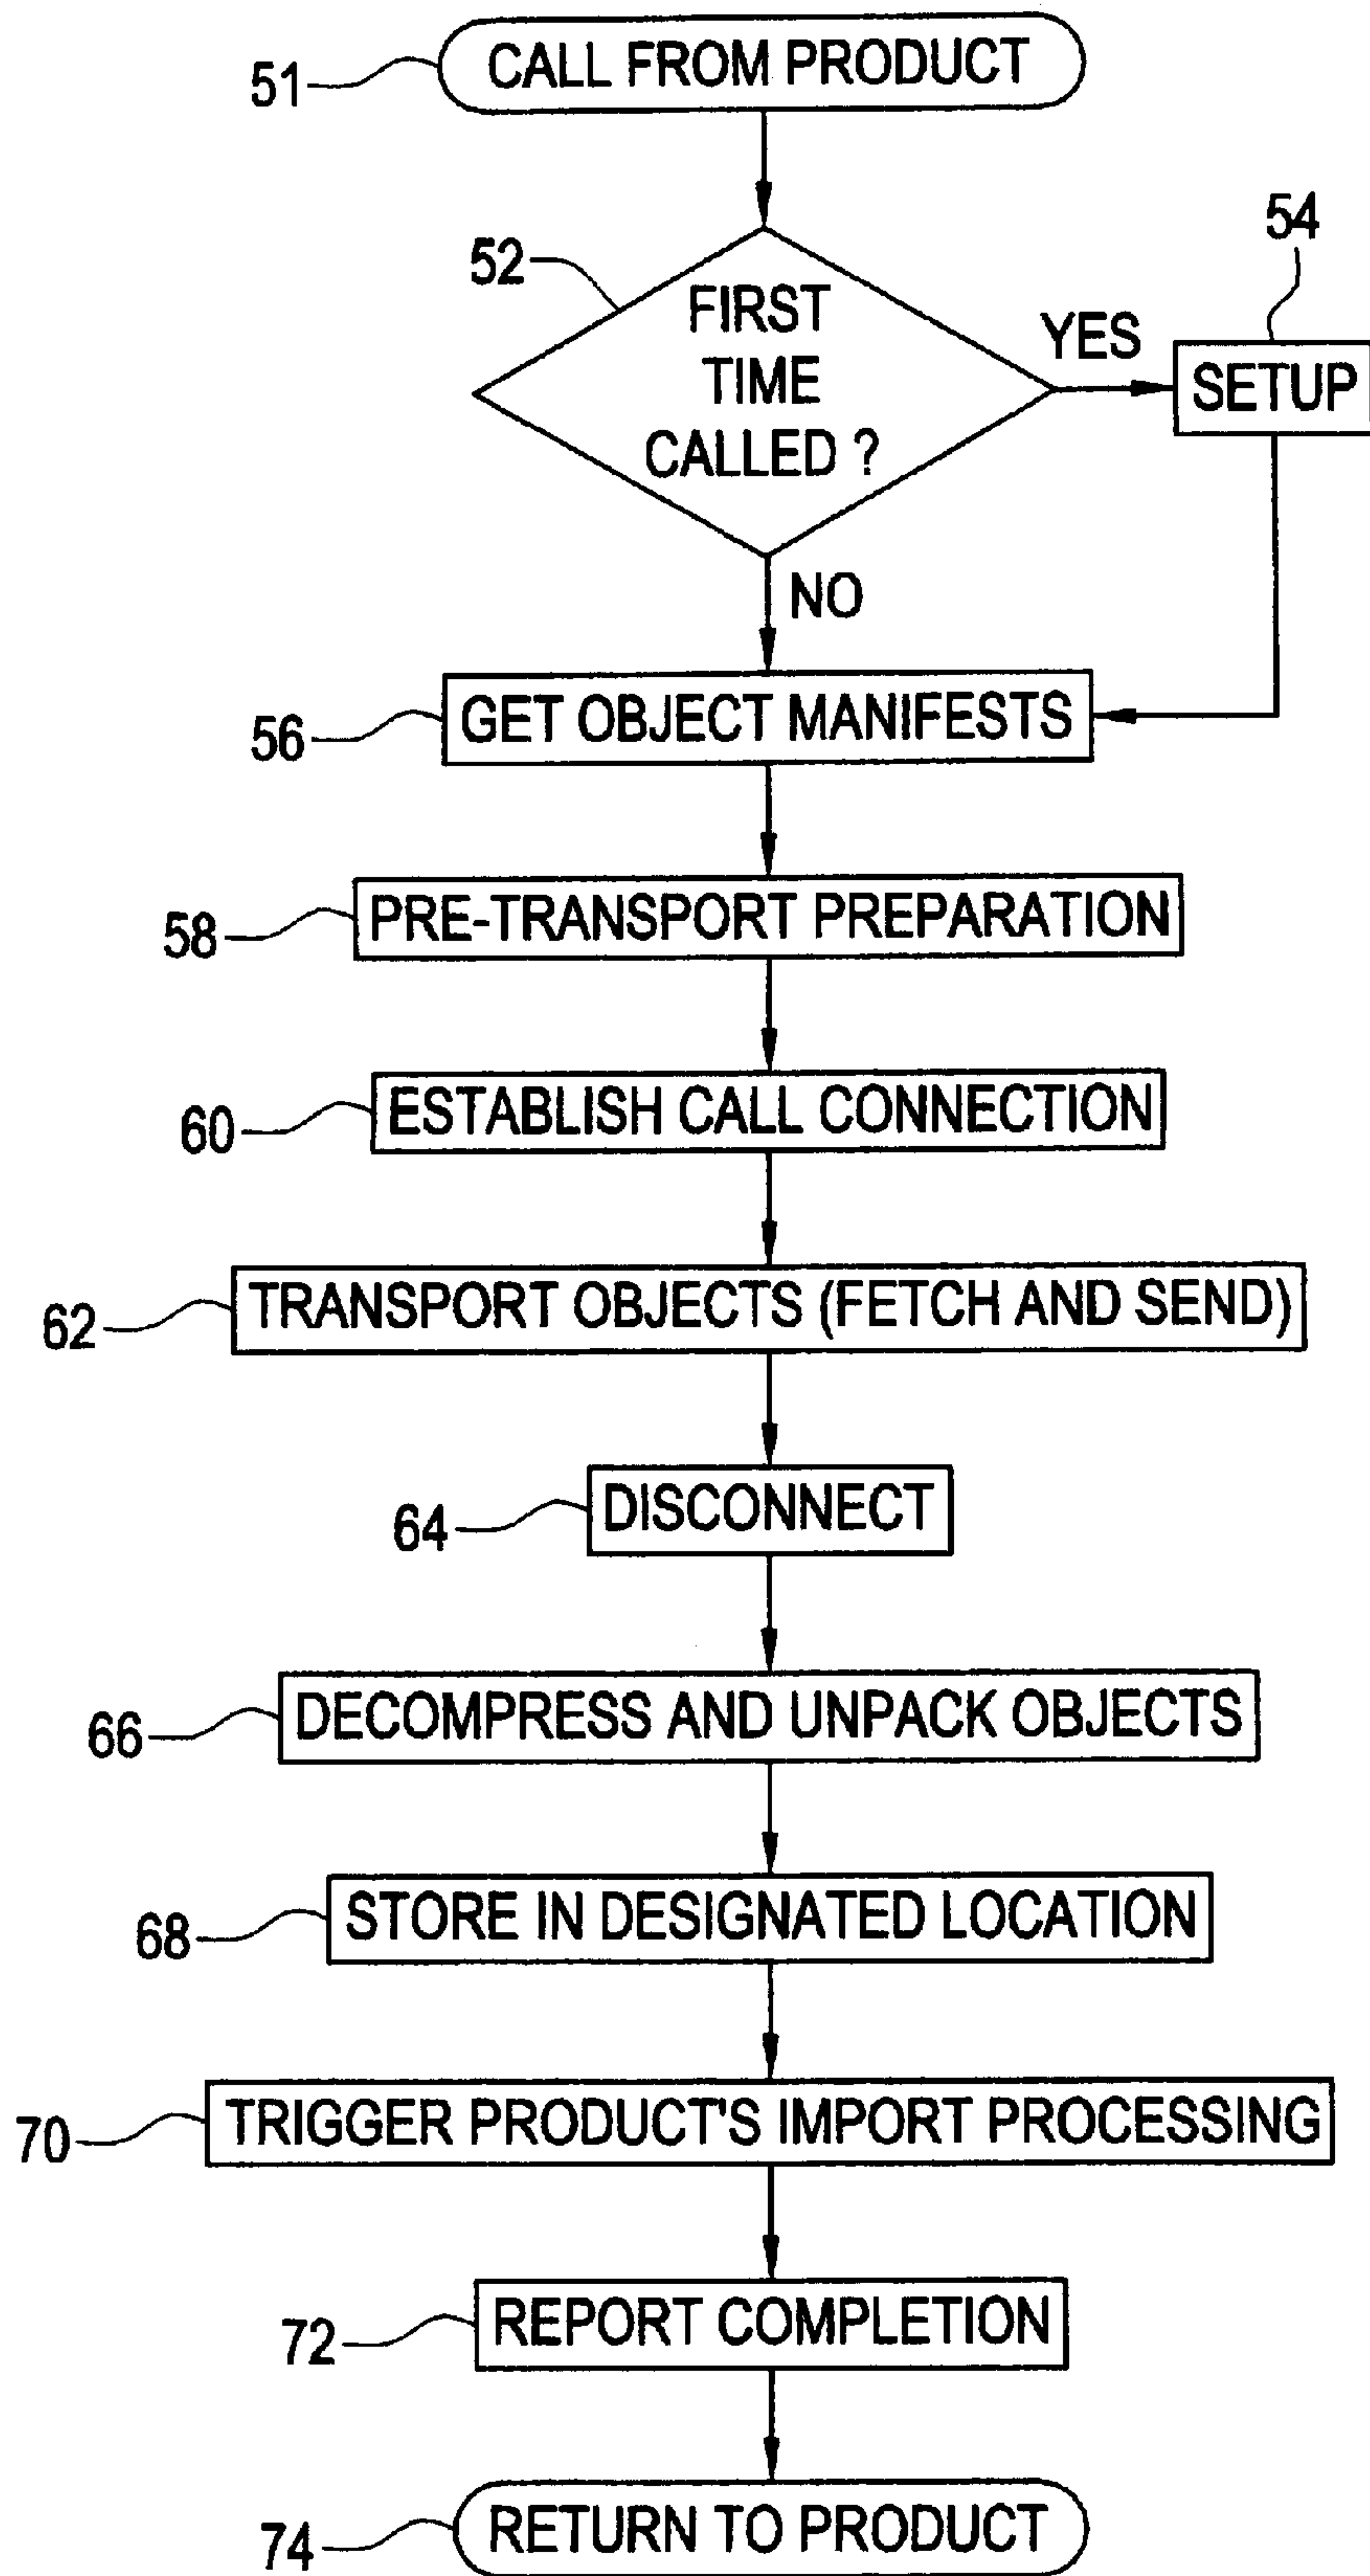 51
CALL FROM PRODUCT
52
54
FIRST
TIME
CALLED ?
YES
SETUP
NO
56
GET OBJECT MANIFESTS
58
PRE-TRANSPORT PREPARATION
60
ESTABLISH CALL CONNECTION
62
TRANSPORT OBJECTS (FETCH AND SEND)
64
DISCONNECT
66
DECOMPRESS AND UNPACK OBJECTS
68
STORE IN DESIGNATED LOCATION
70
TRIGGER PRODUCT'S IMPORT PROCESSING
72
REPORT COMPLETION
74
RETURN TO PRODUCT